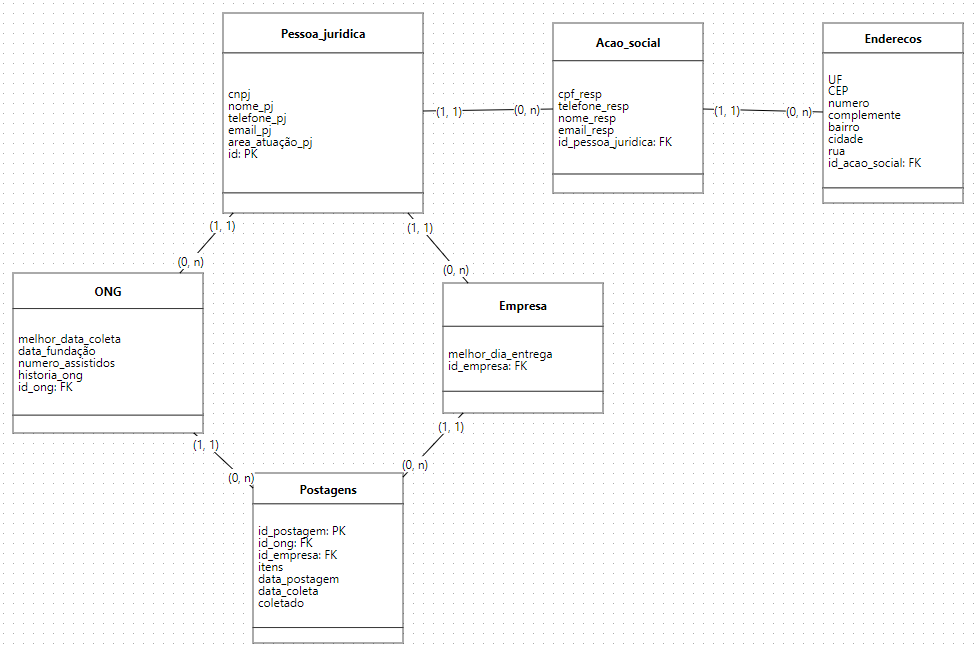 Pessoa_juridica
cnpj
nome_pj
telefone_pj
email_pj
area_atuação_pj
id: PK
(1, 1)
(0, n)
Acao_social
cpf_resp
telefone_resp
nome_resp
email_resp
id_pessoa_juridica: FK
(1, 1)
(0, n)
Enderecos
UF
CEP
numero
complemente
bairro
cidade
rua
id_acao_social: FK
(1, 1)
(0, n)
(1, 1)
(0, n)
ONG
melhor_data_coleta
data_fundação
numero_assistidos
historia_ong
id_ong: FK
Empresa
melhor_dia_entrega
id_empresa: FK
(1, 1)
(0, n)
(1, 1)
(0, n)
Postagens
id_postagem: PK
id_ong: FK
id_empresa: FK
itens
data_postagem
data_coleta
coletado